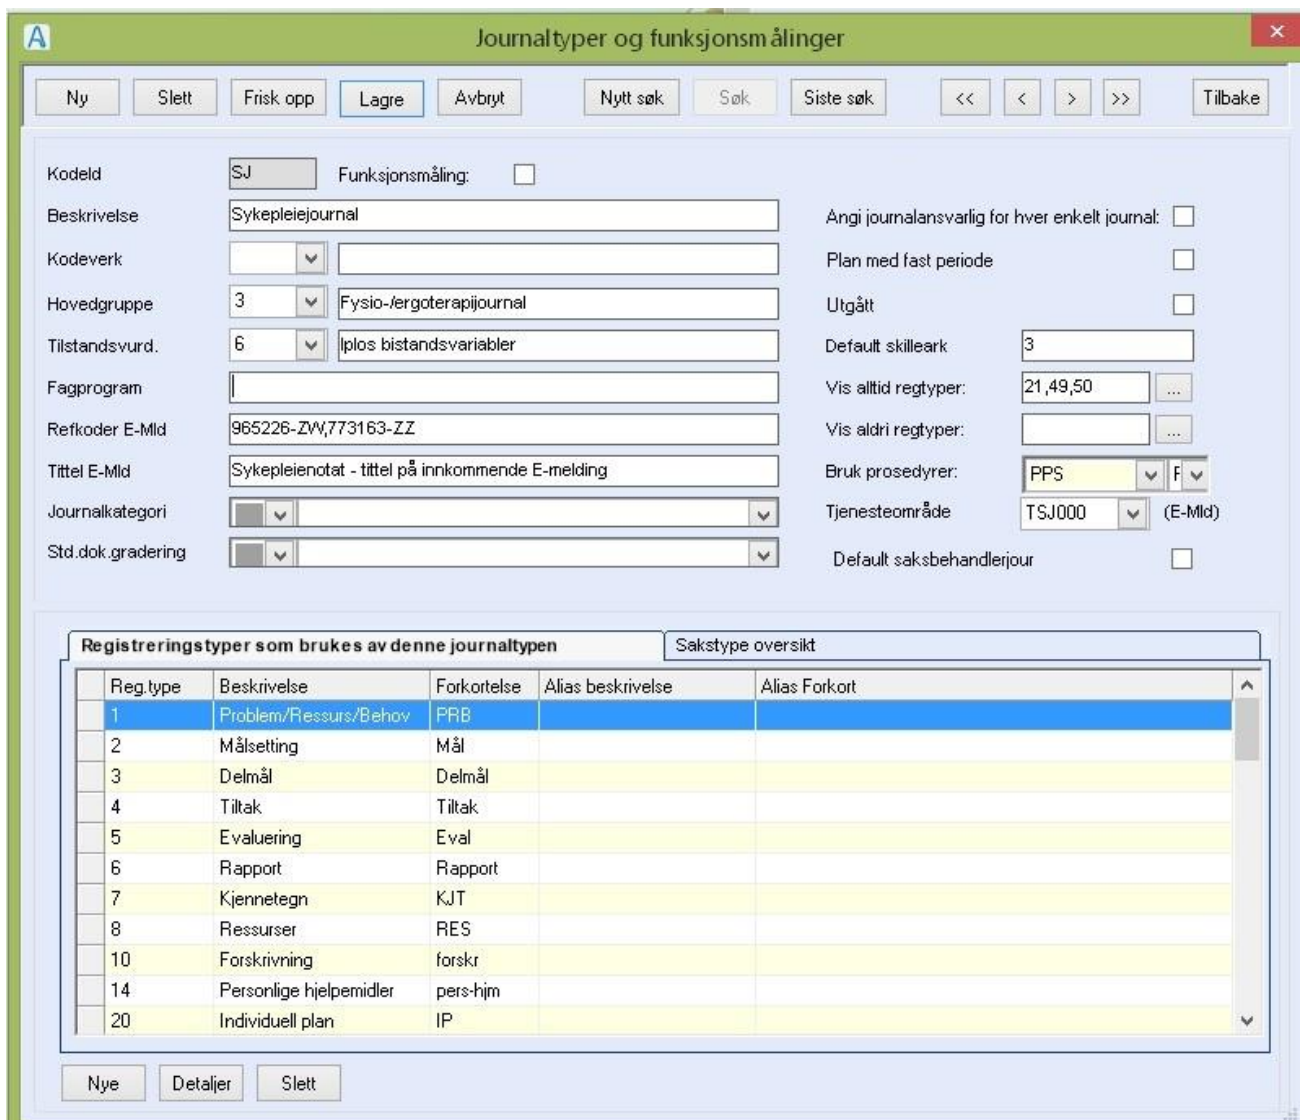 A Journaltyper og funksjonsmålinger x
Ny Slett Frisk opp Lagre Avbryt Nytt søk Søk Siste søk << < > >> Tilbake
KodeId SJ Funksjonsmåling:
Beskrivelse Sykepleiejournal Angi journalansvarlig for hver enkelt journal:
Kodeverk Plan med fast periode
Hovedgruppe 3 Fysio-/ergoterapijournal Utgått
Tilstandsvurd. 6 Iplos bistandsvariabler Default skilleark 3
Fagprogram Vis alltid regtyper: 21,49,50 ...
Refkoder E-Mld 965226-ZW,773163-ZZ Vis aldri regtyper: ...
Tittel E-Mld Sykepleienotat - tittel på innkommende E-melding Bruk prosedyrer: PPS F
Journalkategori Tjenesteområde TSJ000 (E-Mld)
Std.dok.gradering Default saksbehandlerjour
Registreringstyper som brukes av denne journaltypen Sakstype oversikt
Reg.type Beskrivelse Forkortelse Alias beskrivelse Alias Forkort
1 Problem/Ressurs/Behov PRB
2 Målsetting Mål
3 Delmål Delmål
4 Tiltak Tiltak
5 Evaluering Eval
6 Rapport Rapport
7 Kjennetegn KJT
8 Ressurser RES
10 Forskrivning forskr
14 Personlige hjelpemidler pers-hjm
20 Individuell plan IP
Nye Detaljer Slett